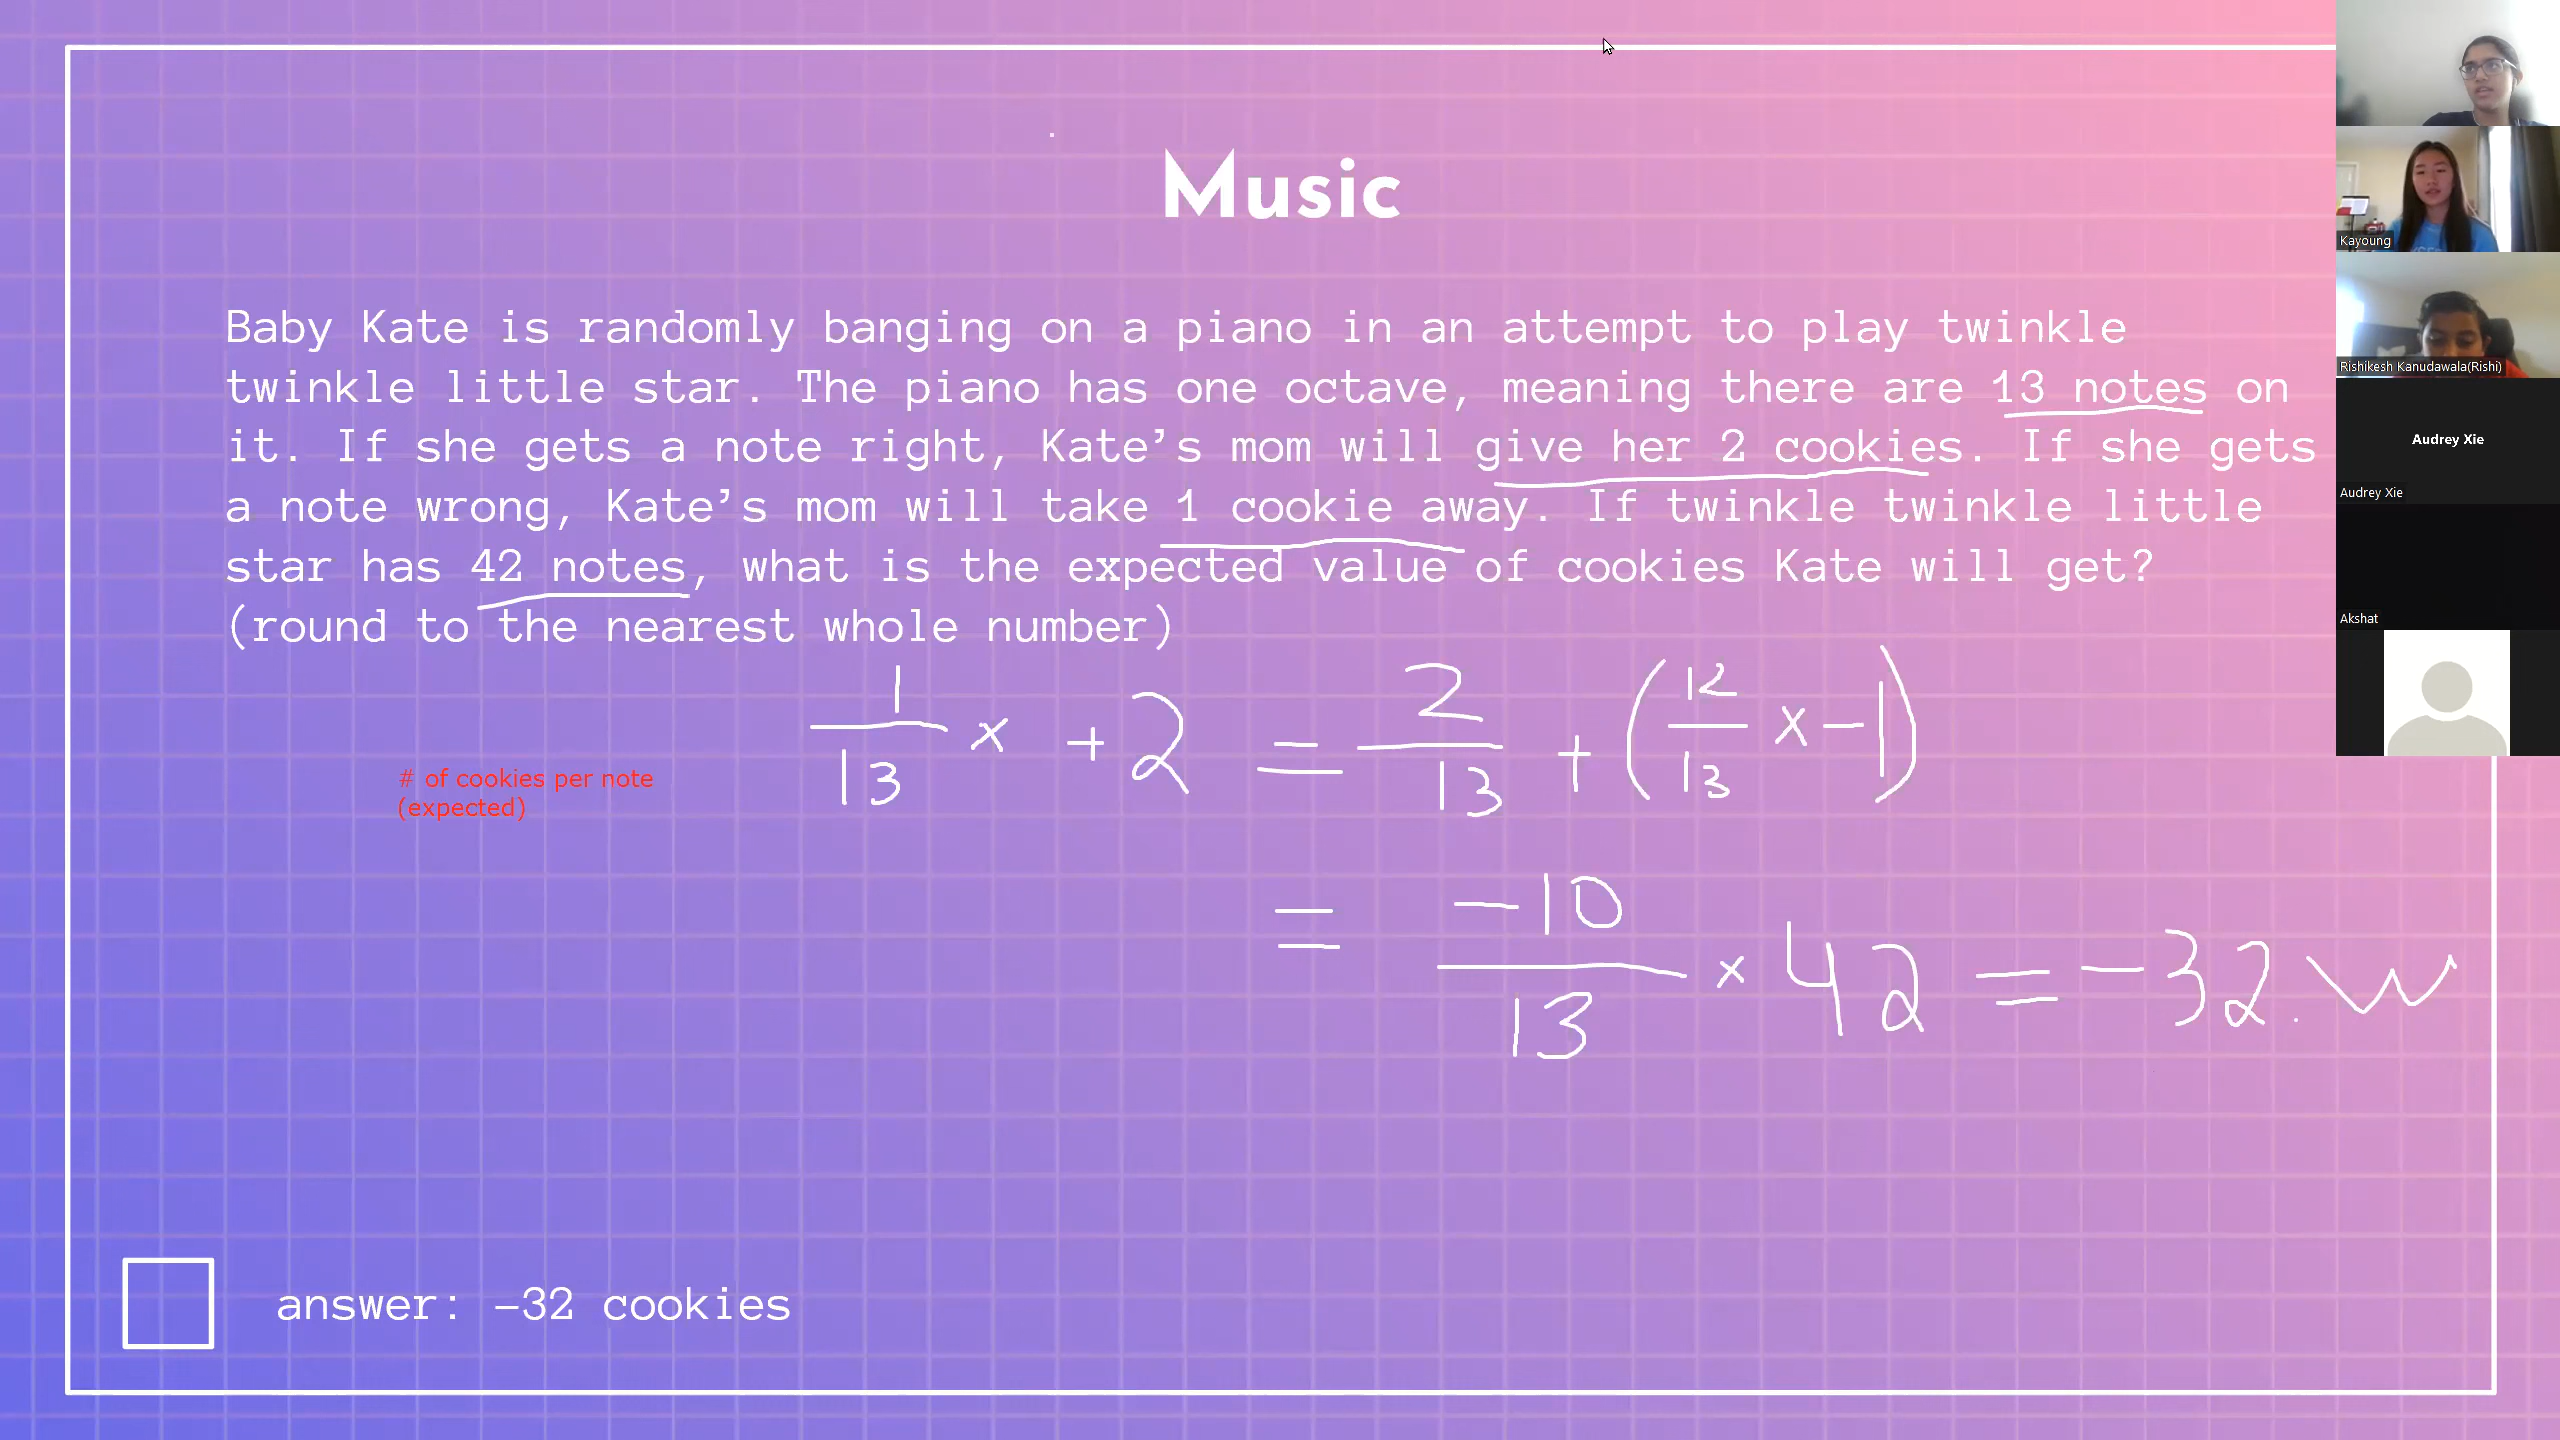 Music
Baby Kate is randomly banging on a piano in an attempt to play twinkle
twinkle little star. The piano has one octave, meaning there are 13 notes on
it. If she gets a note right, Kate’s mom will give her 2 cookies. If she gets
a note wrong, Kate’s mom will take 1 cookie away. If twinkle twinkle little
star has 42 notes, what is the expected value of cookies Kate will get?
(round to the nearest whole number)
# of cookies per note
(expected)
1/13 x +2 = 2/13 + (12/13 x -1)
= -10/13 x 42 = -32.
answer: -32 cookies
Kayoung
Rishikesh Kanudawala(Rishi)
Audrey Xie
Audrey Xie
Akshat